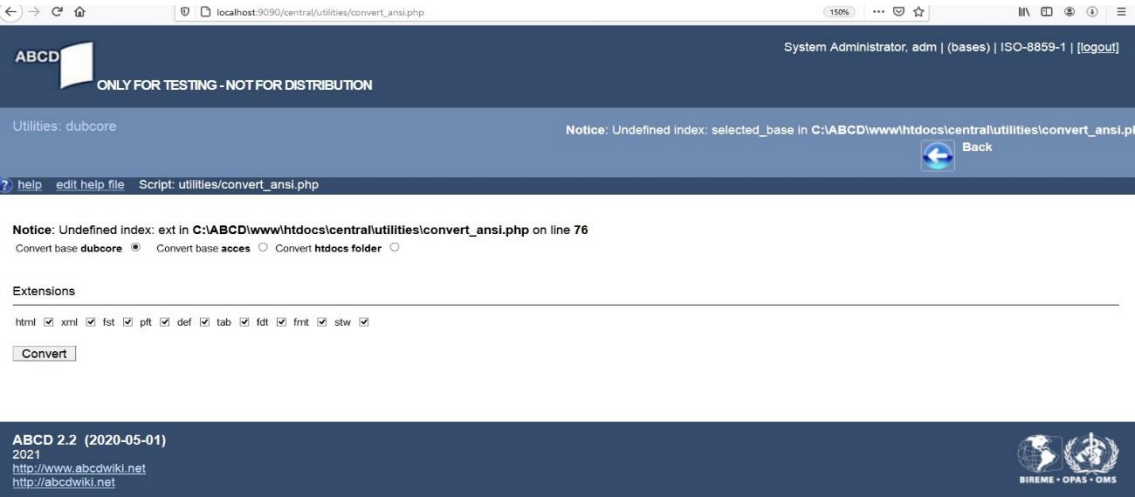 localhost:9090/central/utilities/convert_ansi.php
150%
ABCD
System Administrator, adm | (bases) | ISO-8859-1 | [logout]
ONLY FOR TESTING - NOT FOR DISTRIBUTION
Utilities: dubcore
Notice: Undefined index: selected_base in C:\ABCD\www\htdocs\central\utilities\convert_ansi.p
Back
? help edit help file Script: utilities/convert_ansi.php
Notice: Undefined index: ext in C:\ABCD\www\htdocs\central\utilities\convert_ansi.php on line 76
Convert base dubcore Convert base acces Convert htdocs folder
Extensions
html xml fst pft def tab fdt fmt stw
Convert
ABCD 2.2 (2020-05-01)
2021
http://www.abcdwiki.net
http://abcdwiki.net
BIREME • OPAS • OMS